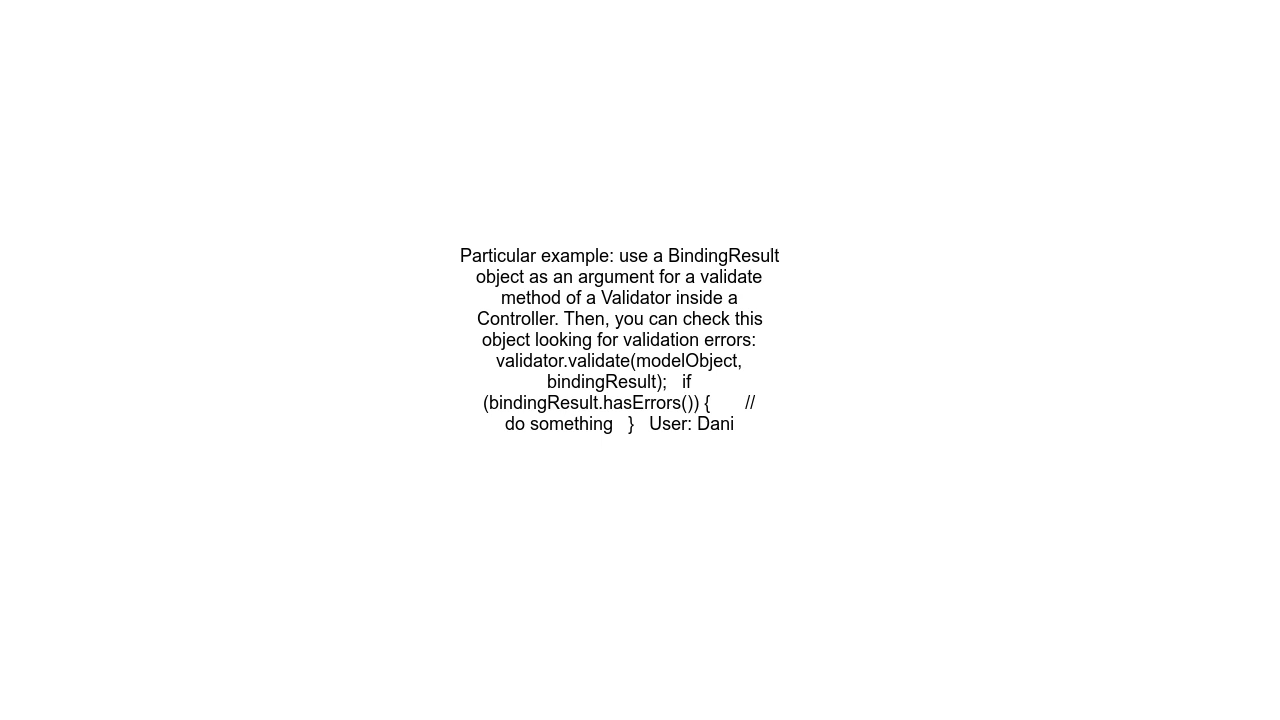 Particular example: use a BindingResult
object as an argument for a validate
method of a Validator inside a
Controller. Then, you can check this
object looking for validation errors:
validator.validate(modelObject,
bindingResult);   if
(bindingResult.hasErrors()) {       //
do something   }   User: Dani